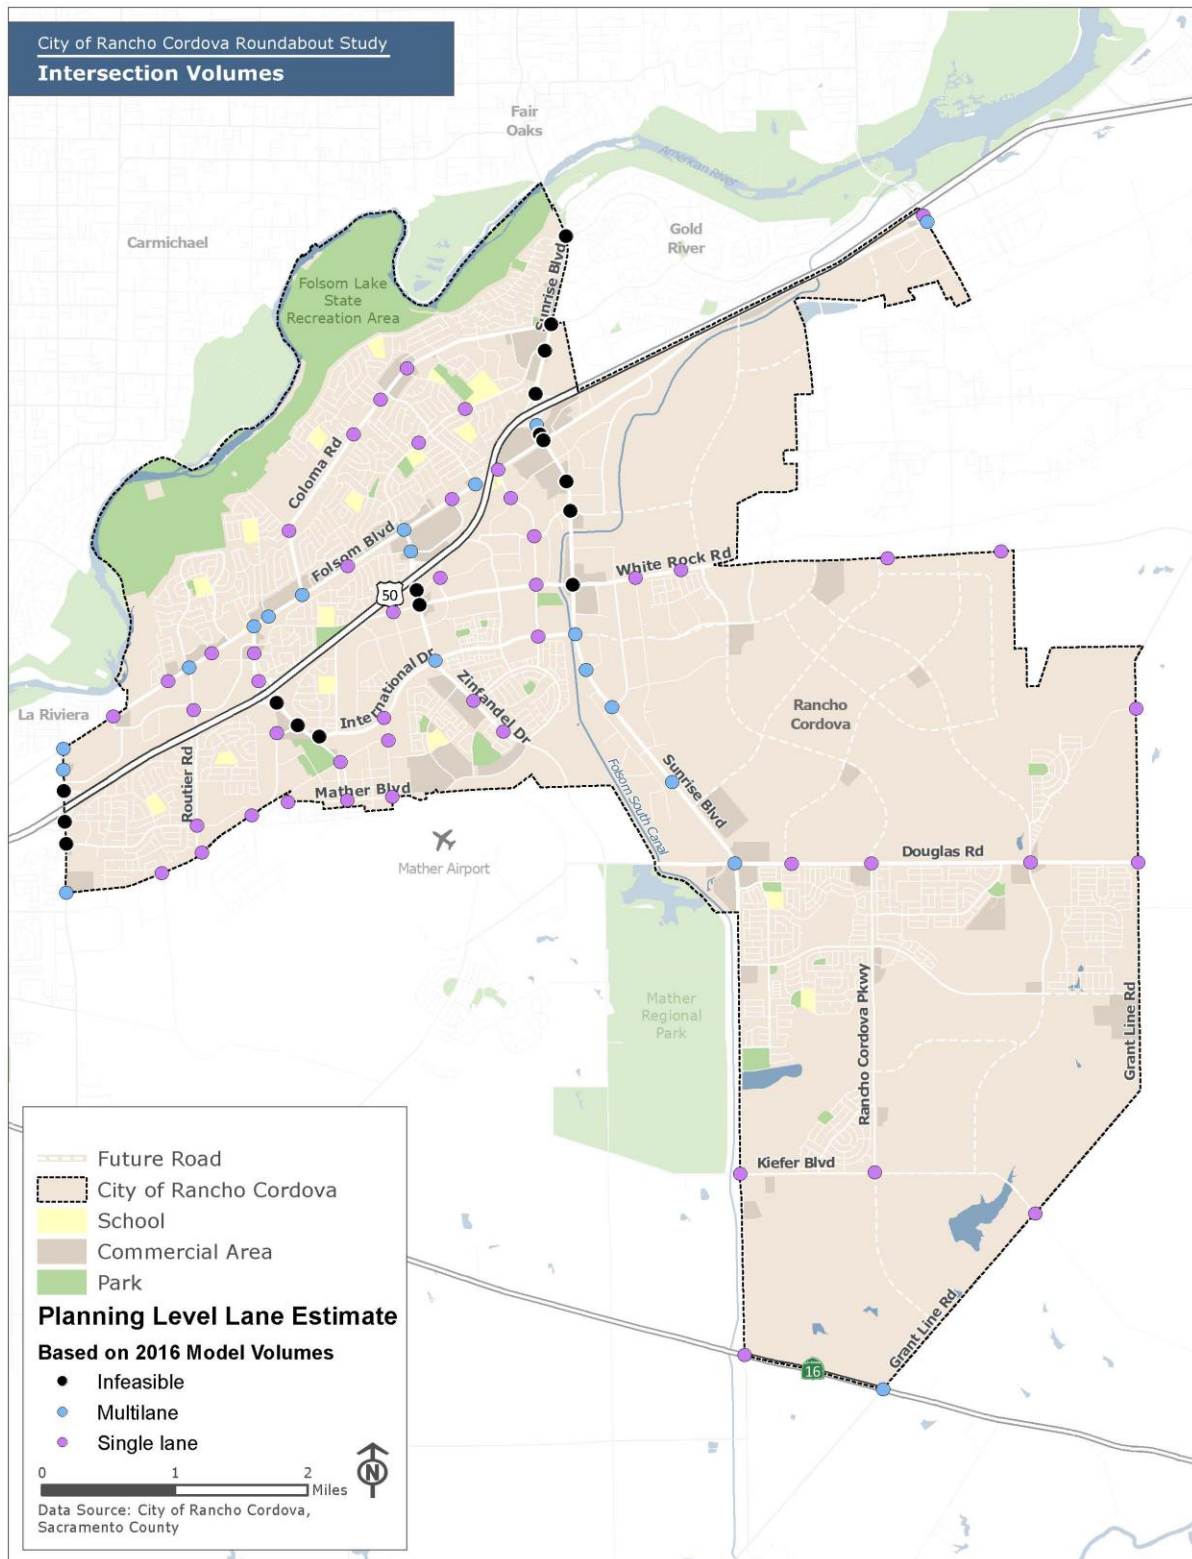 City of Rancho Cordova Roundabout Study
Intersection Volumes
Fair
Oaks
American River
Carmichael
Gold
River
Sunrise Blvd
Folsom Lake
State
Recreation Area
Coloma Rd
Folsom Blvd
White Rock Rd
50
International Dr
Zinfandel Dr
La Riviera
Rancho
Cordova
Routier Rd
Mather Blvd
Folsom South Canal
Sunrise Blvd
Mather Airport
Douglas Rd
Mather
Regional
Park
Rancho Cordova Pkwy
Grant Line Rd
Kiefer Blvd
Grant Line Rd
16
Future Road
City of Rancho Cordova
School
Commercial Area
Park
Planning Level Lane Estimate
Based on 2016 Model Volumes
Infeasible
Multilane
Single lane
N
0 1 2
Miles
Data Source: City of Rancho Cordova,
Sacramento County